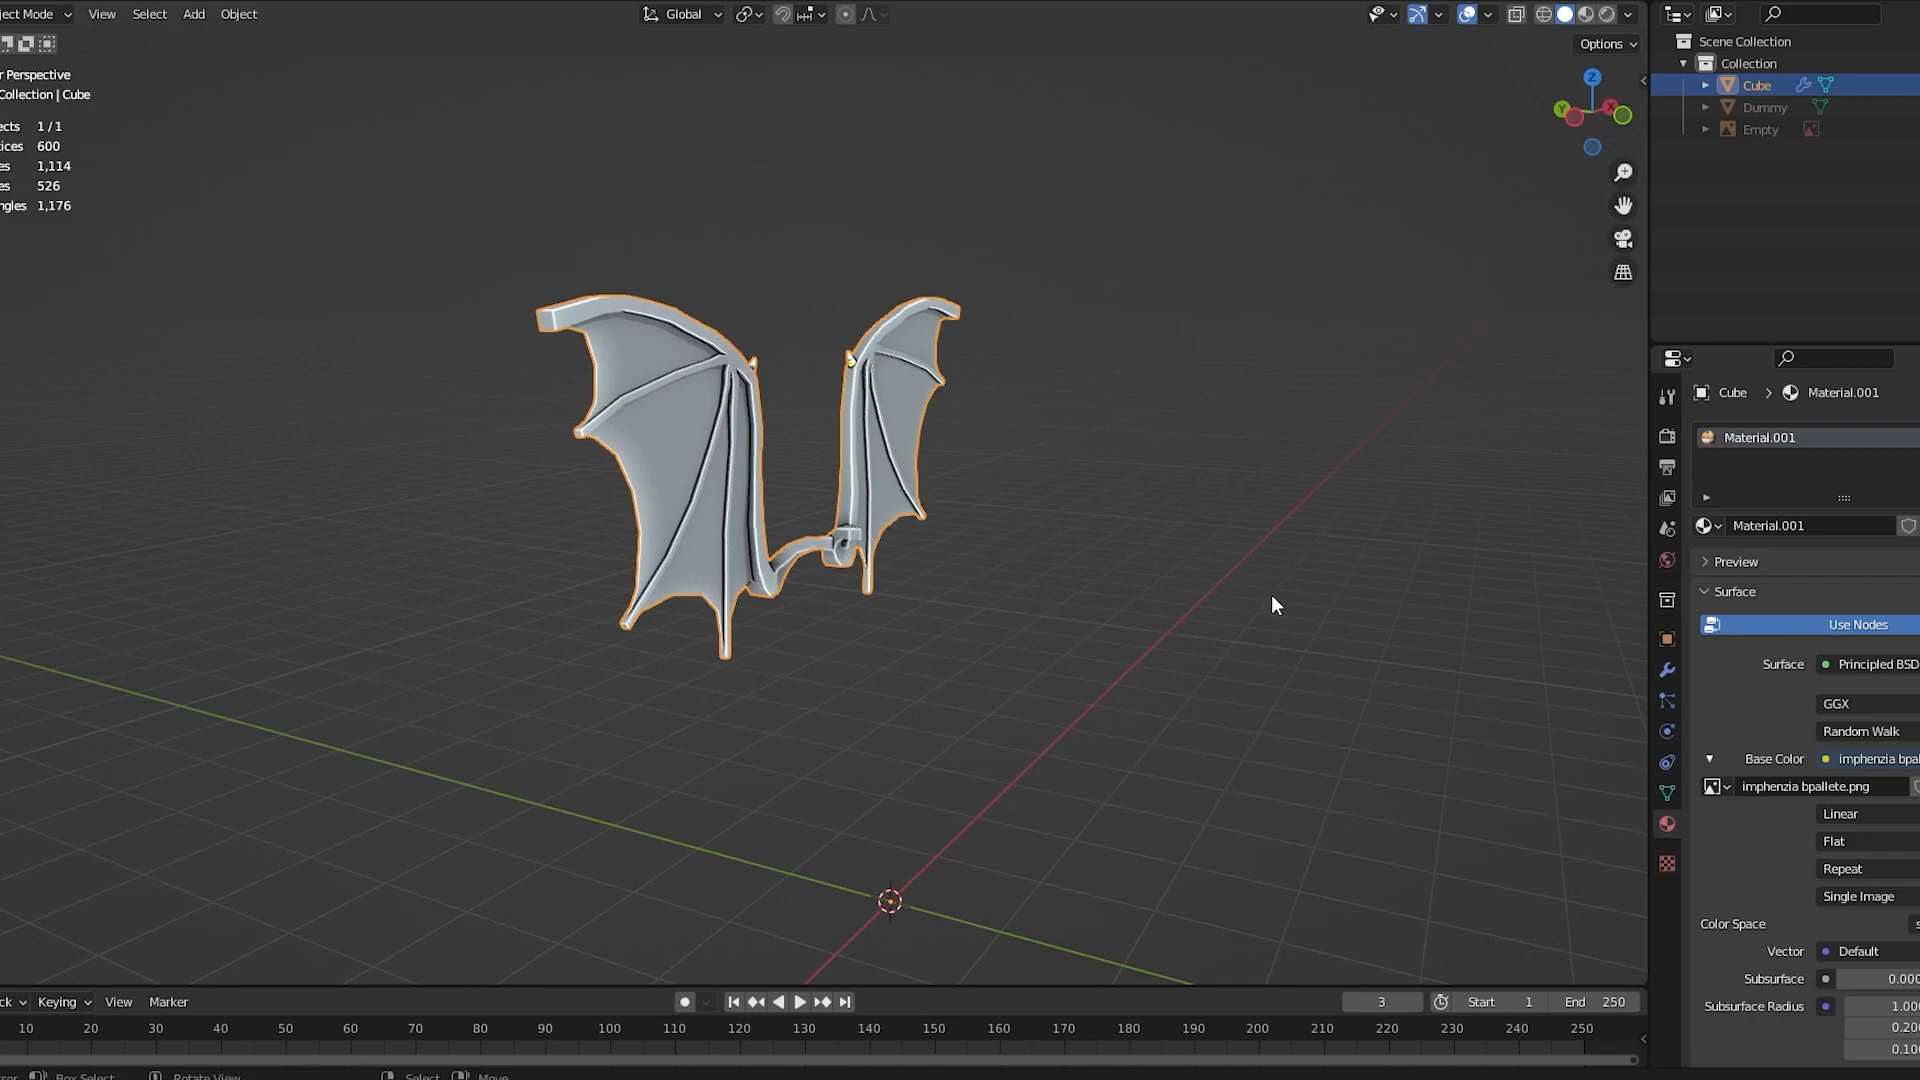 ject Mode View Select Add Object Global
Options
r Perspective
Collection | Cube
ects 1/1
ices 600
es 1,114
es 526
ngles 1,176
Z
Y
X
Scene Collection
Collection
Cube
Dummy
Empty
Cube > Material.001
Material.001
Material.001
Preview
Surface
Use Nodes
Surface Principled BSD
GGX
Random Walk
Base Color imphenzia bpal
imphenzia bpallete.png
Linear
Flat
Repeat
Single Image
Color Space s
Vector Default
Subsurface 0.000
Subsurface Radius 1.000
0.200
0.100
ck Keying View Marker 3 Start 1 End 250
10 20 30 40 50 60 70 80 90 100 110 120 130 140 150 160 170 180 190 200 210 220 230 240 250
sor Box Select Rotate View Select Move